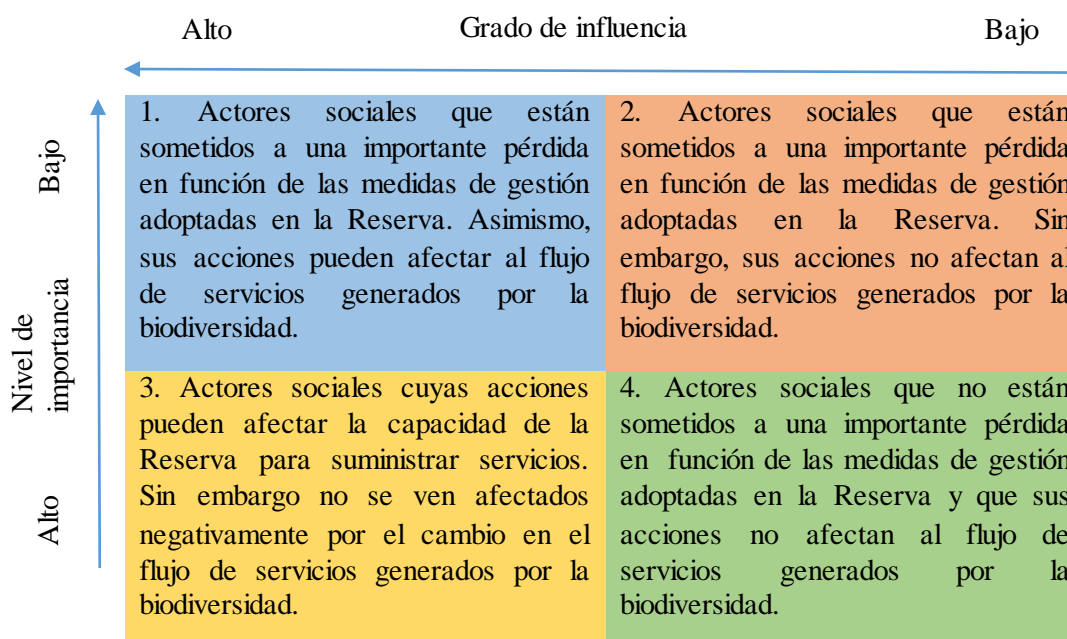 Alto Grado de influencia Bajo
Bajo
Nivel de
importancia
Alto
1. Actores sociales que están
sometidos a una importante pérdida
en función de las medidas de gestión
adoptadas en la Reserva. Asimismo,
sus acciones pueden afectar al flujo
de servicios generados por la
biodiversidad.
2. Actores sociales que están
sometidos a una importante pérdida
en función de las medidas de gestión
adoptadas en la Reserva. Sin
embargo, sus acciones no afectan al
flujo de servicios generados por la
biodiversidad.
3. Actores sociales cuyas acciones
pueden afectar la capacidad de la
Reserva para suministrar servicios.
Sin embargo no se ven afectados
negativamente por el cambio en el
flujo de servicios generados por la
biodiversidad.
4. Actores sociales que no están
sometidos a una importante pérdida
en función de las medidas de gestión
adoptadas en la Reserva y que sus
acciones no afectan al flujo de
servicios generados por la
biodiversidad.